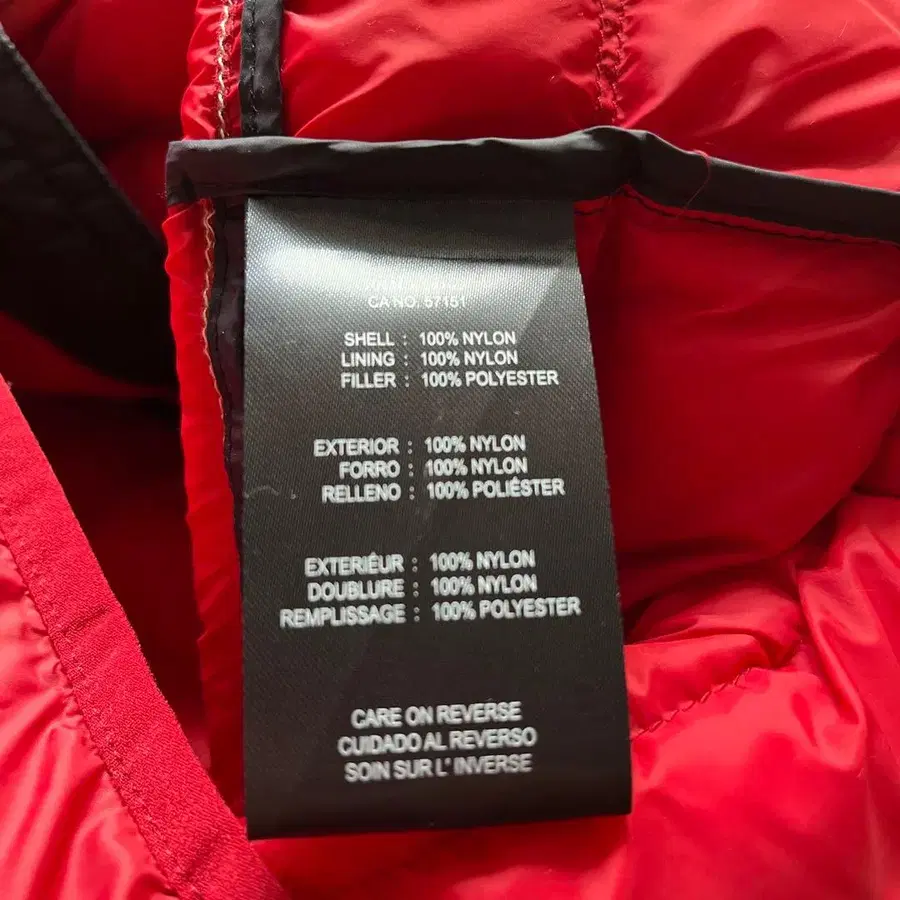 CA NO. 57151
SHELL : 100% NYLON
LINING : 100% NYLON
FILLER : 100% POLYESTER
EXTERIOR : 100% NYLON
FORRO : 100% NYLON
RELLENO : 100% POLIÉSTER
EXTERIÉUR : 100% NYLON
DOUBLURE : 100% NYLON
REMPLISSAGE : 100% POLYESTER
CARE ON REVERSE
CUIDADO AL REVERSO
SOIN SUR L' INVERSE